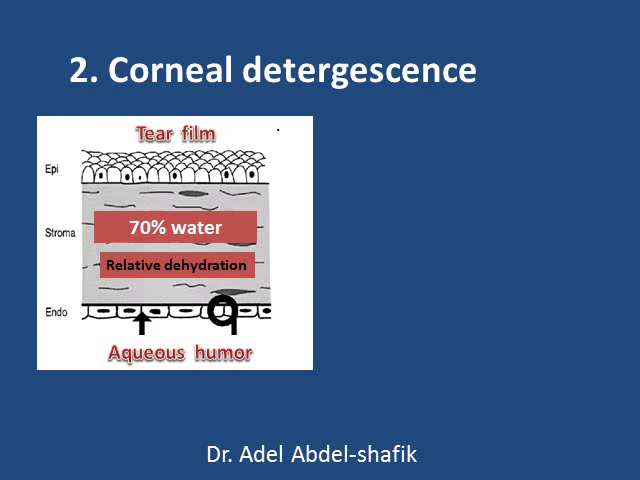 2. Corneal detergescence
Tear film
Epi
Stroma
70% water
Relative dehydration
Endo
Aqueous humor
Dr. Adel Abdel-shafik